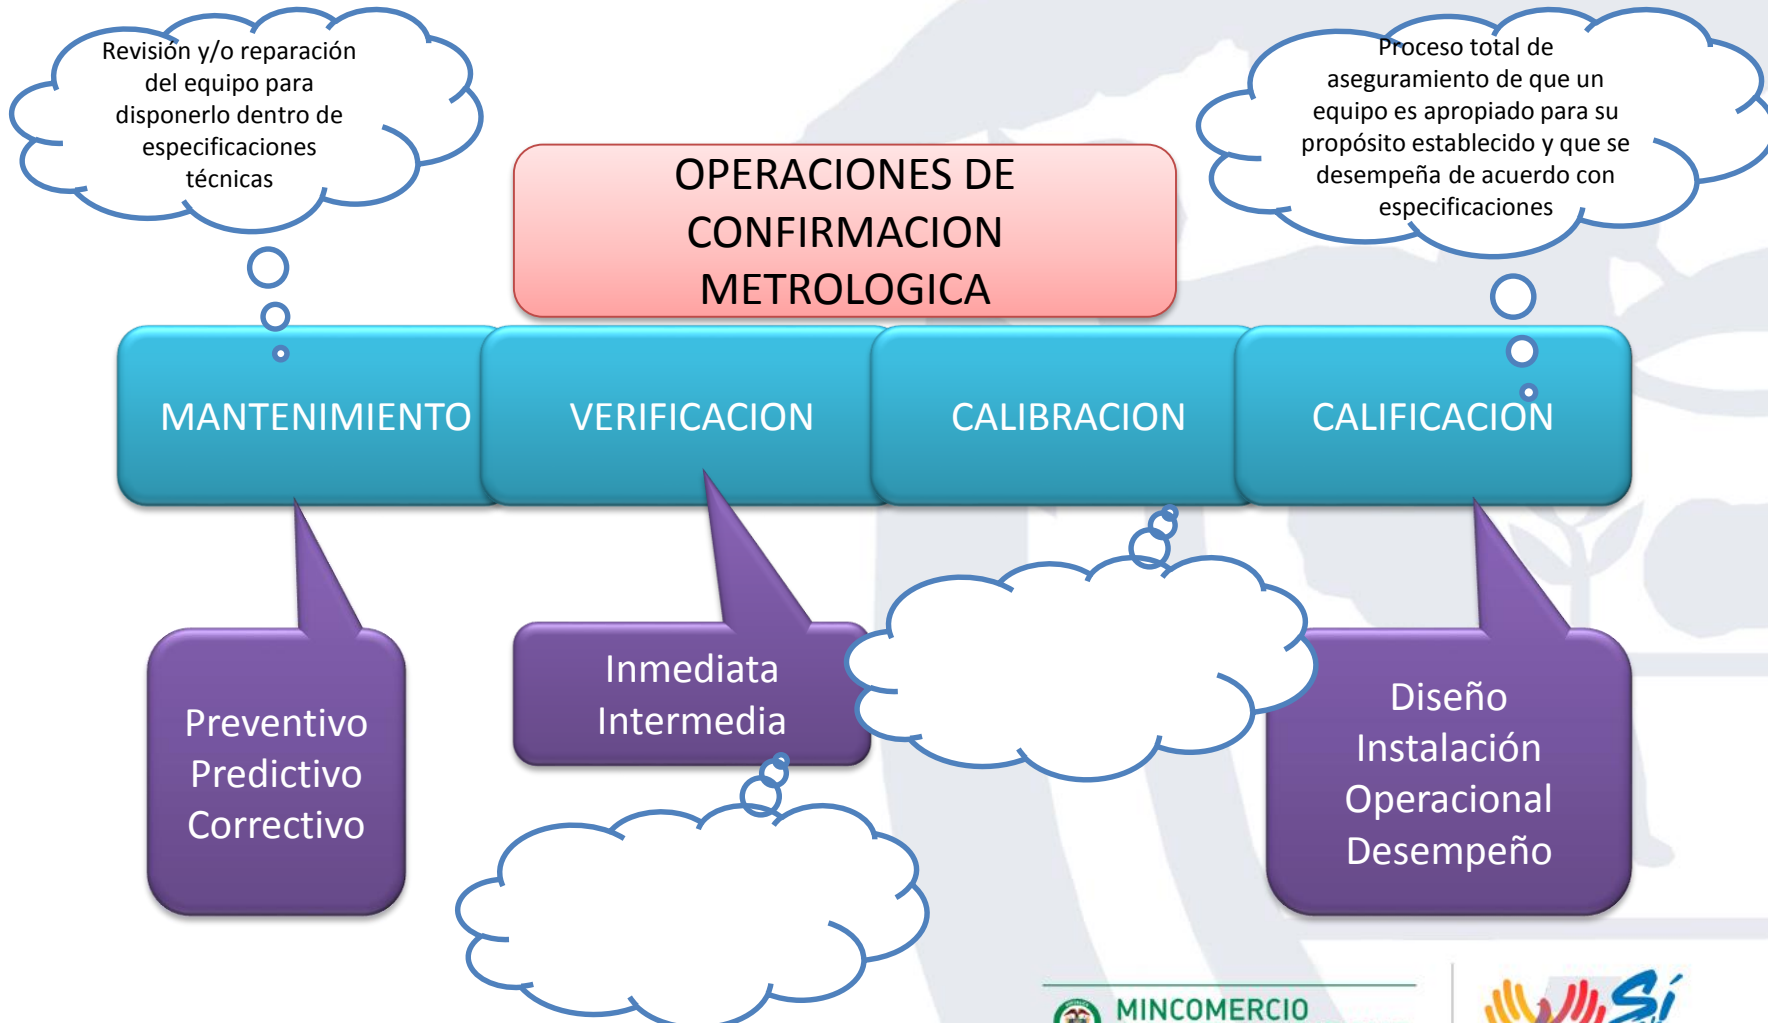 Revisión y/o reparación
del equipo para
disponerlo dentro de
especificaciones
técnicas
Proceso total de
aseguramiento de que un
equipo es apropiado para su
propósito establecido y que se
desempeña de acuerdo con
especificaciones
OPERACIONES DE
CONFIRMACION
METROLOGICA
MANTENIMIENTO
VERIFICACION
CALIBRACION
CALIFICACION
Preventivo
Predictivo
Correctivo
Inmediata
Intermedia
Diseño
Instalación
Operacional
Desempeño
MINCOMERCIO
Sí